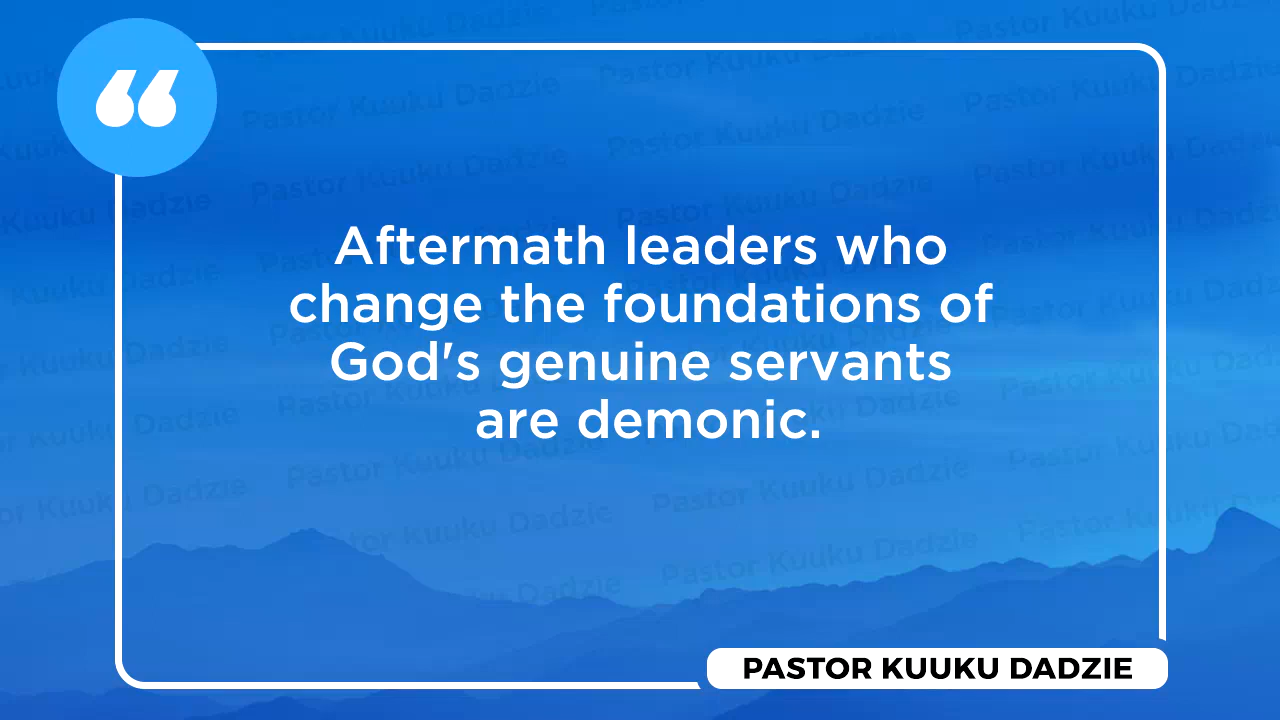 Aftermath leaders who
change the foundations of
God's genuine servants
are demonic.
PASTOR KUUKU DADZIE